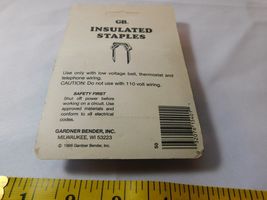 GB.
INSULATED
STAPLES
Use only with low voltage bell, thermostat and
telephone wiring.
CAUTION: Do not use with 110 volt wiring.
SAFETY FIRST
Shut off power before
working on a circuit. Use
approved materials and
conform to all electrical
codes.
GARDNER BENDER, INC.
MILWAUKEE, WI 53223
© 1988 Gardner Bender, Inc.
50